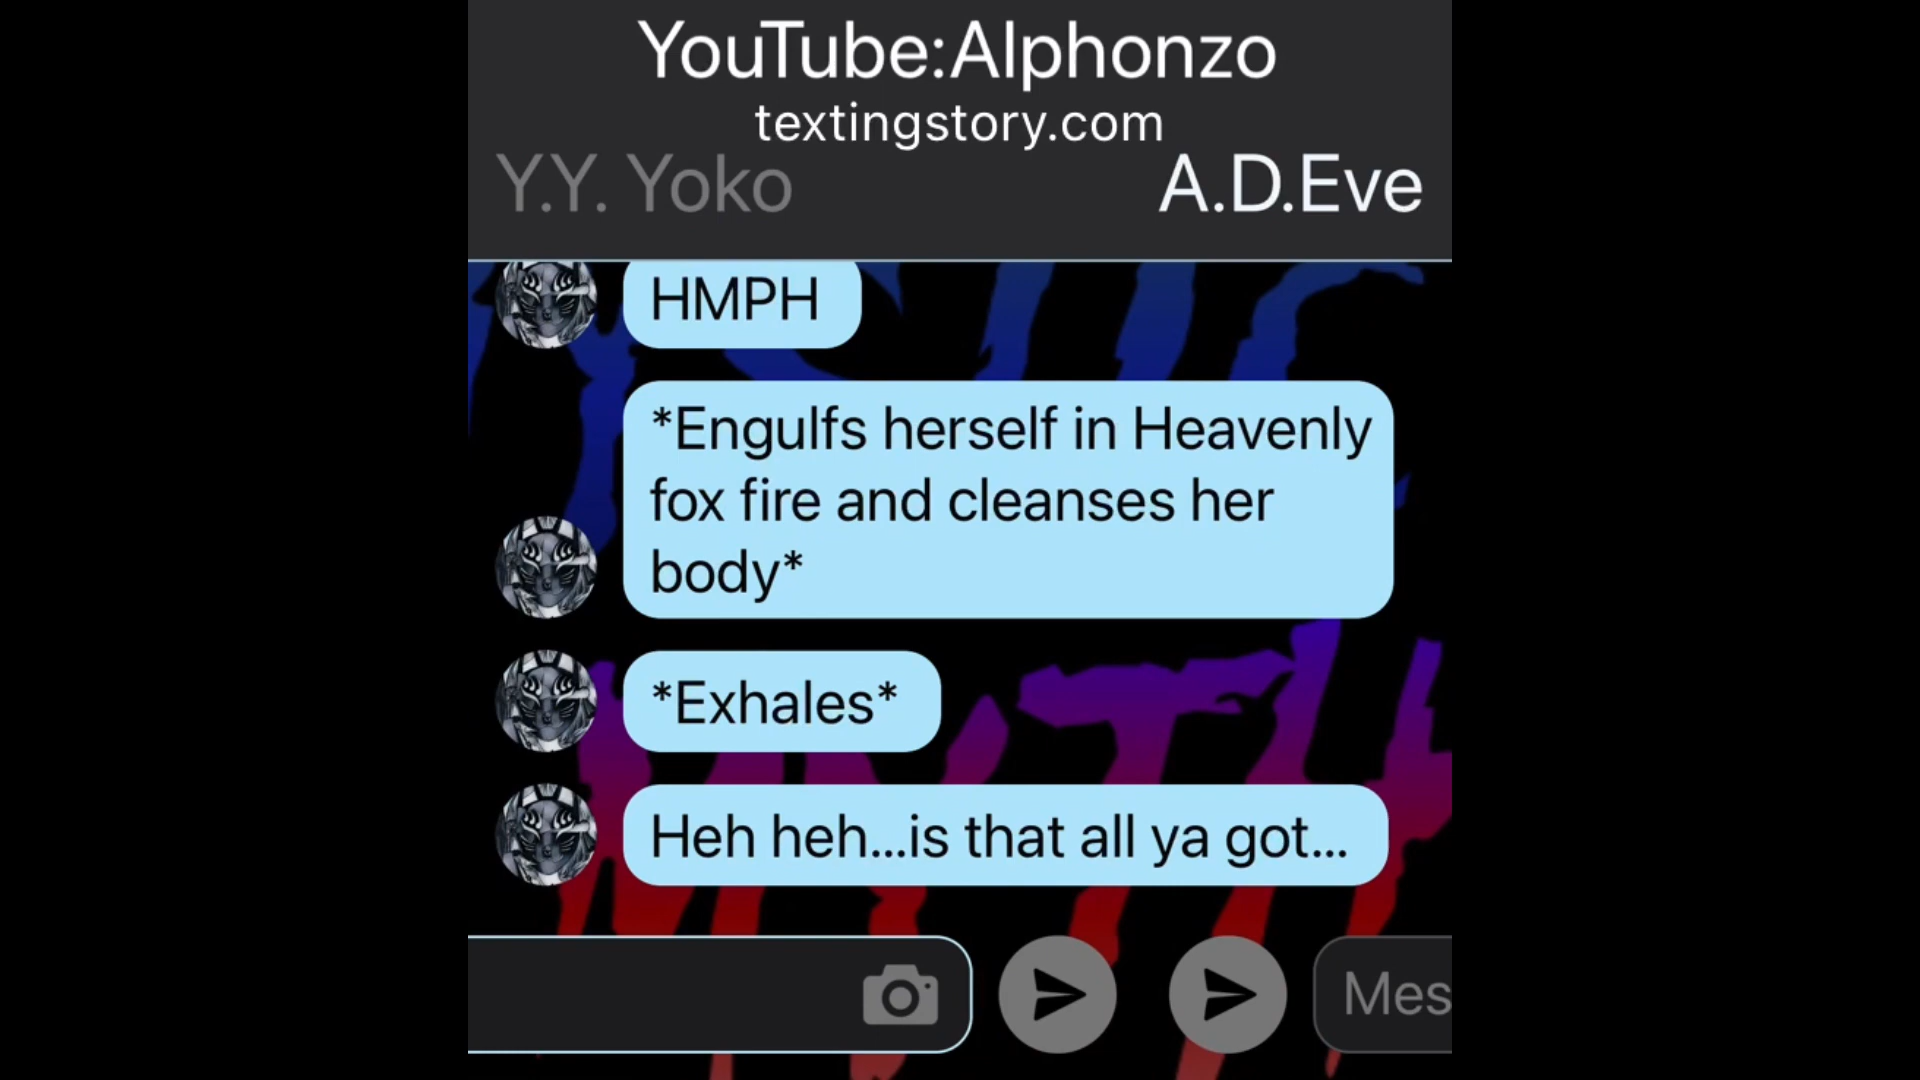 YouTube:Alphonzo
textingstory.com
Y.Y. Yoko
A.D.Eve
HMPH
*Engulfs herself in Heavenly
fox fire and cleanses her
body*
*Exhales*
Heh heh...is that all ya got...
Mes